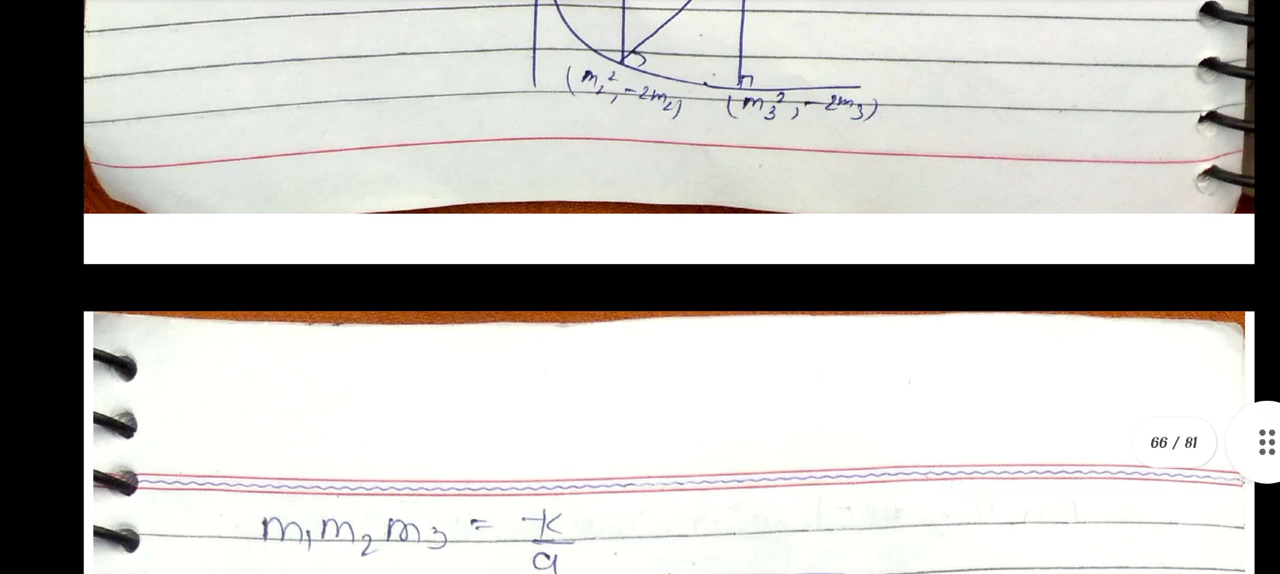 (m₂², -2m₂) (m₃², -2m₃)
66 / 81
m₁m₂m₃ = -k/a